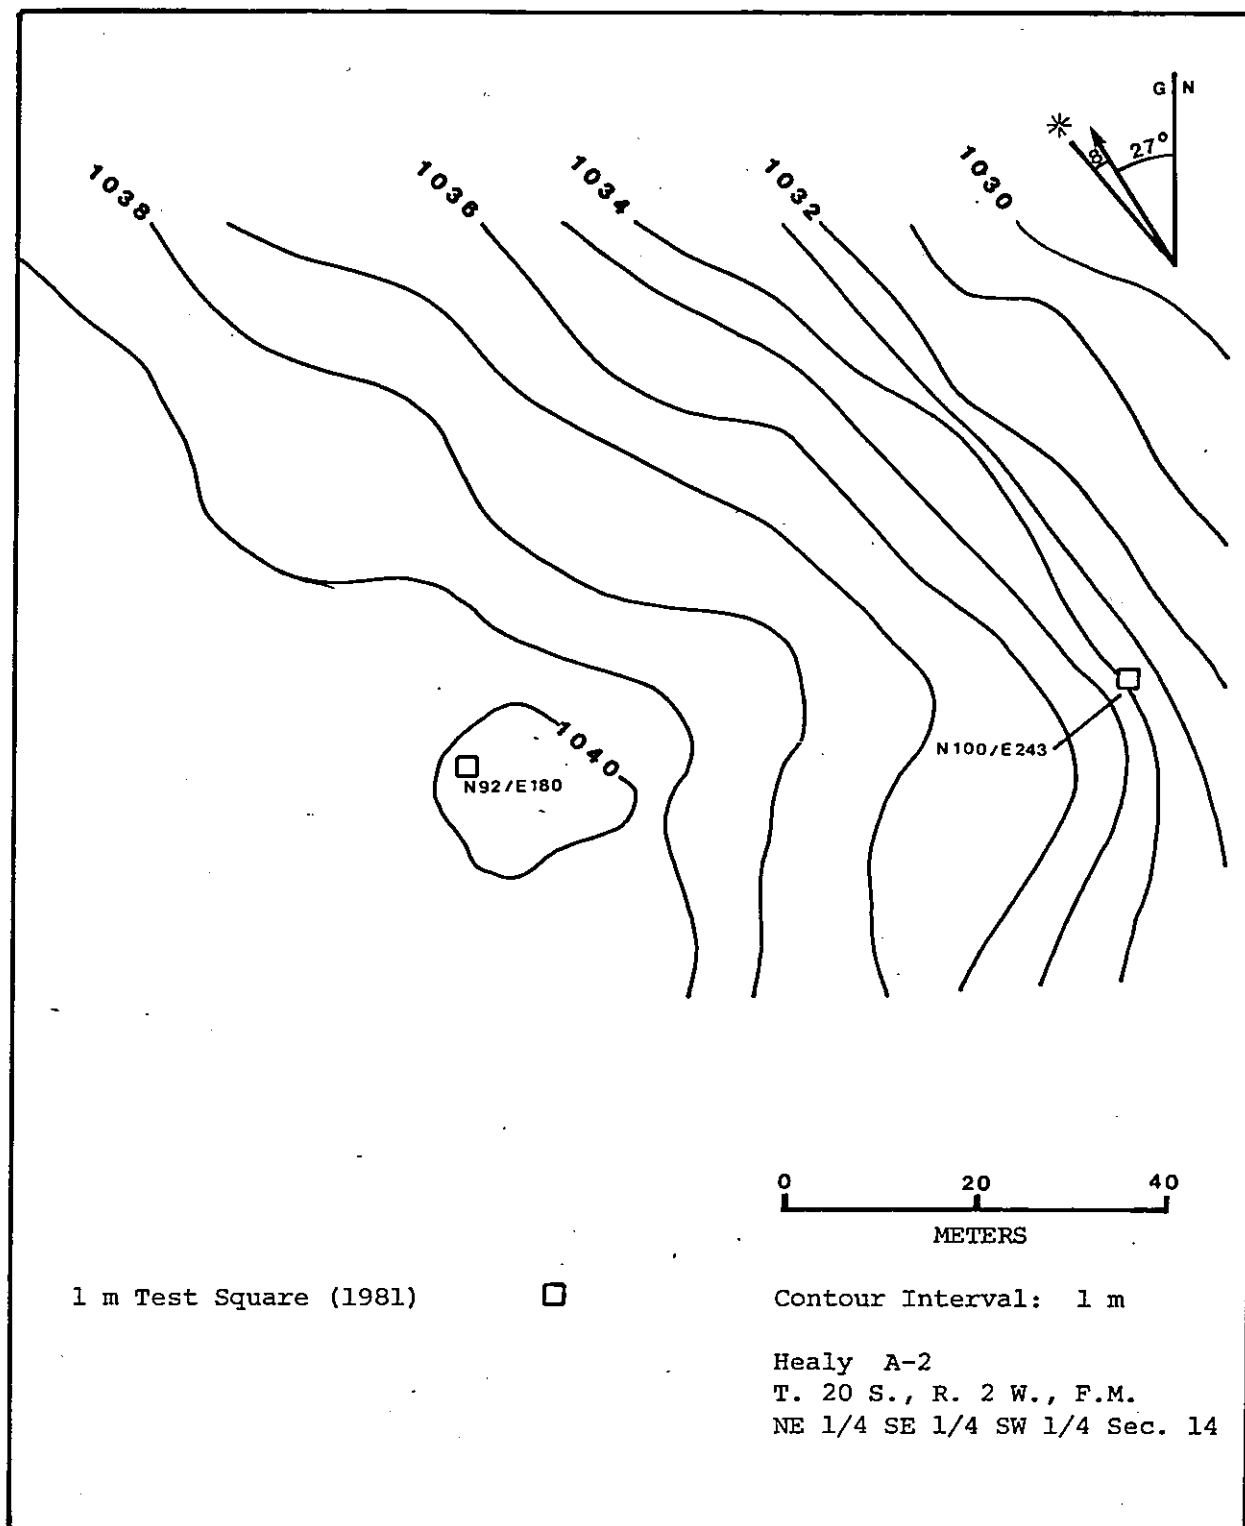 G N
27°
8
1038
1036
1034
1032
1030
1040
N92/E180
N100/E243
0 20 40
METERS
1 m Test Square (1981)
Contour Interval: 1 m
Healy A-2
T. 20 S., R. 2 W., F.M.
NE 1/4 SE 1/4 SW 1/4 Sec. 14